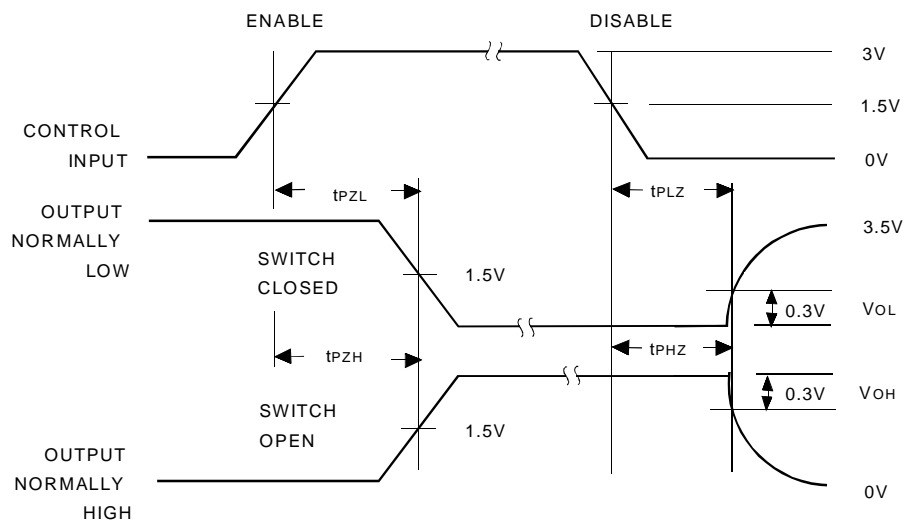 ENABLE
DISABLE
3V
1.5V
CONTROL
INPUT
0V
tPZL
tPLZ
OUTPUT
NORMALLY
LOW
3.5V
SWITCH
CLOSED
1.5V
0.3V
VOL
tPZH
tPHZ
SWITCH
OPEN
1.5V
0.3V
VOH
OUTPUT
NORMALLY
HIGH
0V